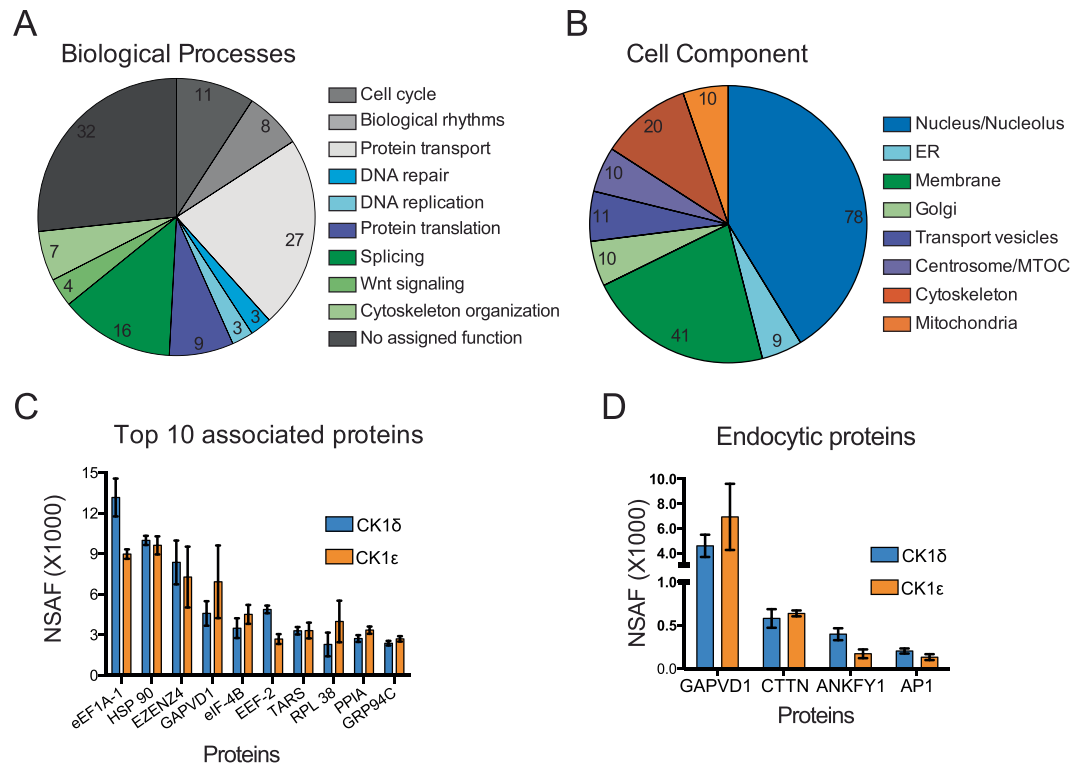 A
Biological Processes
11
8
27
3
3
9
16
4
7
32
Cell cycle
Biological rhythms
Protein transport
DNA repair
DNA replication
Protein translation
Splicing
Wnt signaling
Cytoskeleton organization
No assigned function
B
Cell Component
10
20
10
11
10
41
9
78
Nucleus/Nucleolus
ER
Membrane
Golgi
Transport vesicles
Centrosome/MTOC
Cytoskeleton
Mitochondria
C
Top 10 associated proteins
NSAF (X1000)
15
12
9
6
3
0
CK1δ
CK1ε
eEF1A-1
HSP 90
EZENZ4
GAPVD1
eIF-4B
EEF-2
TARS
RPL 38
PPIA
GRP94C
Proteins
D
Endocytic proteins
NSAF (X1000)
10.0
8.0
6.0
4.0
1.0
0.5
0.0
CK1δ
CK1ε
GAPVD1
CTTN
ANKFY1
AP1
Proteins